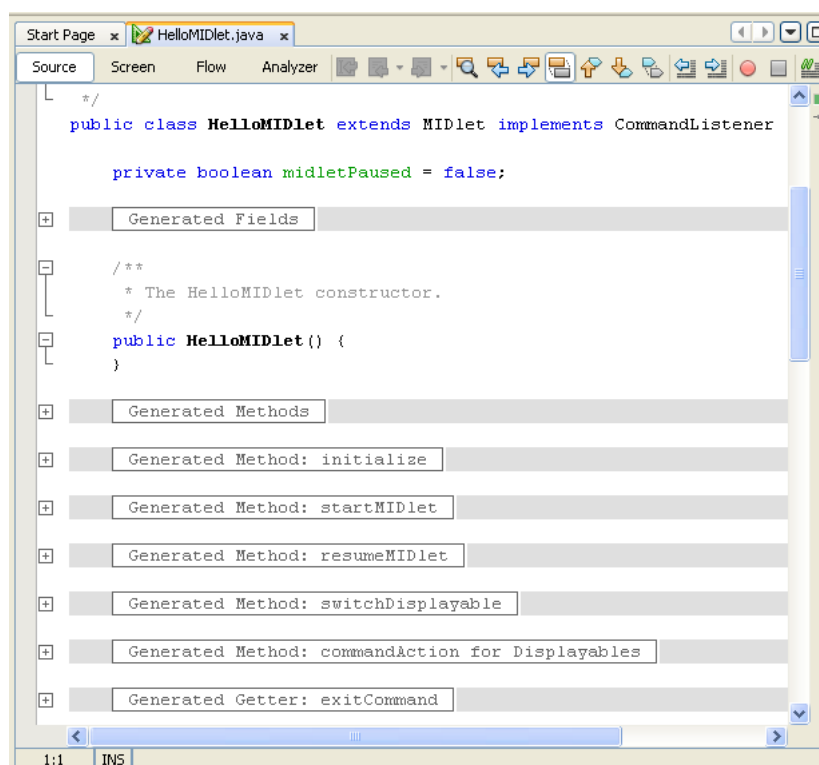 Start Page x HelloMIDlet.java x
Source Screen Flow Analyzer
*/
public class HelloMIDlet extends MIDlet implements CommandListener
private boolean midletPaused = false;
Generated Fields
/**
* The HelloMIDlet constructor.
*/
public HelloMIDlet() {
}
Generated Methods
Generated Method: initialize
Generated Method: startMIDlet
Generated Method: resumeMIDlet
Generated Method: switchDisplayable
Generated Method: commandAction for Displayables
Generated Getter: exitCommand
1:1 INS